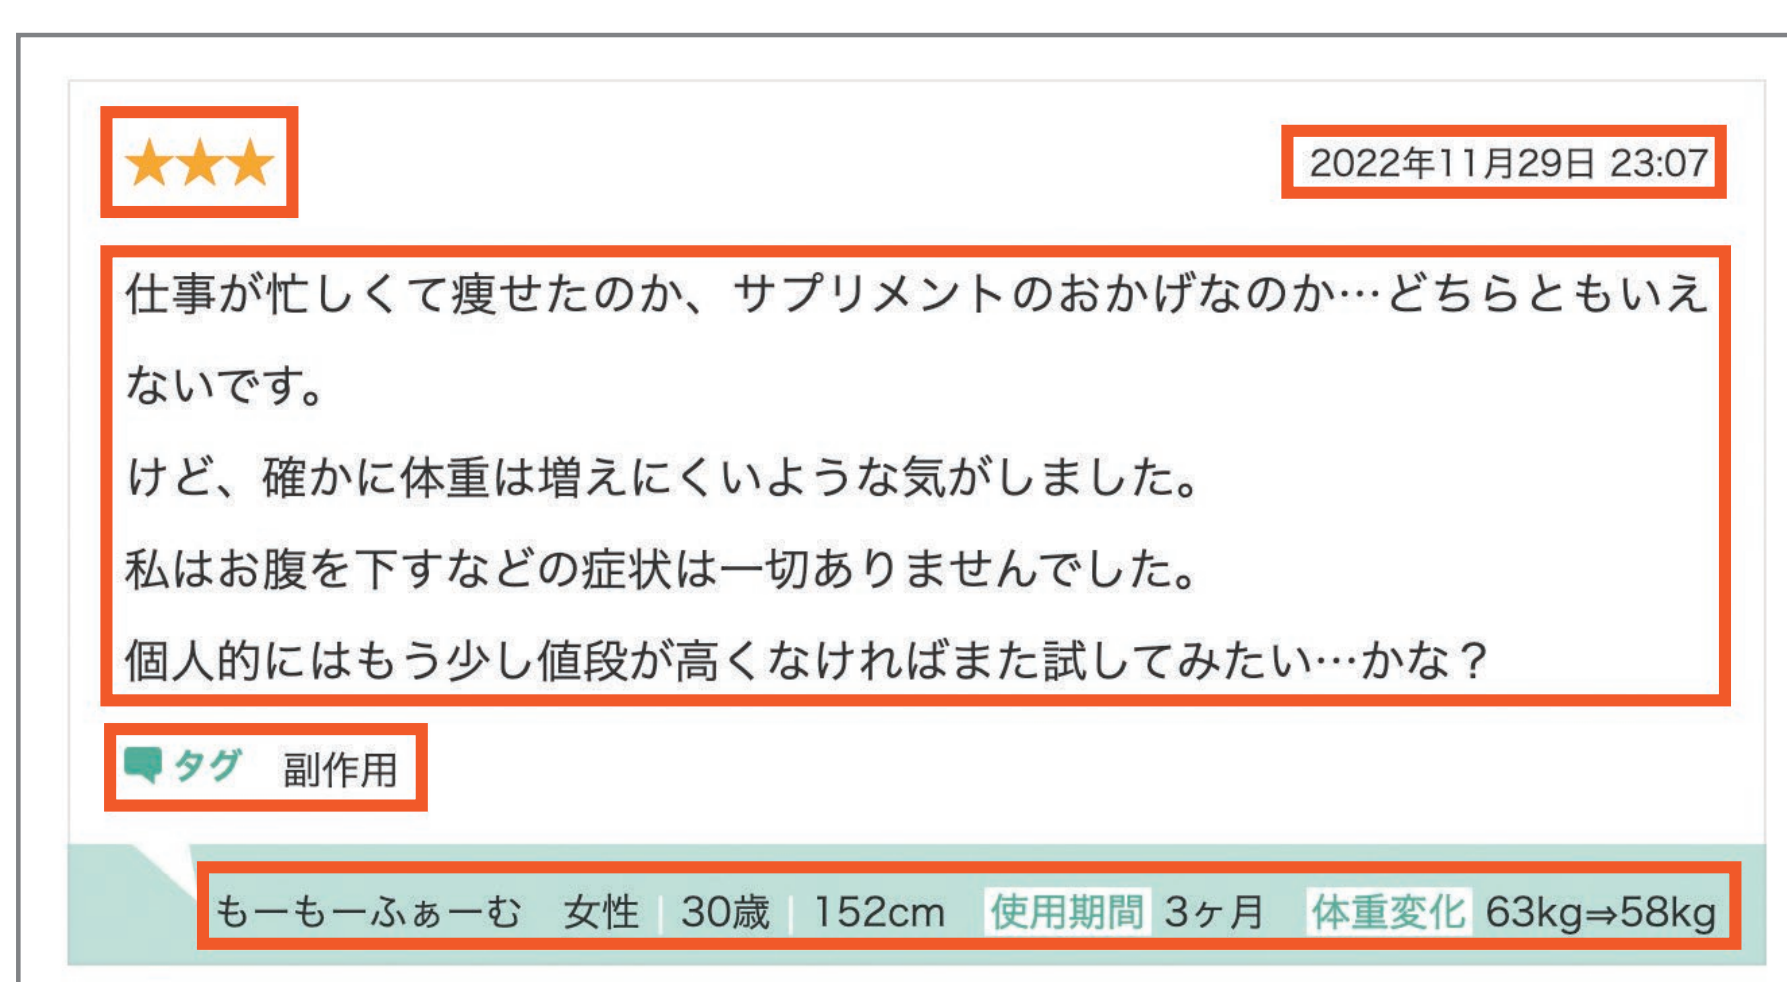 ★★★
2022年11月29日 23:07
仕事が忙しくて痩せたのか、サプリメントのおかげなのか…どちらともいえ
ないです。
けど、確かに体重は増えにくいような気がしました。
私はお腹を下すなどの症状は一切ありませんでした。
個人的にはもう少し値段が高くなければまた試してみたい…かな？
タグ 副作用
もーもーふぁーむ 女性 30歳 152cm 使用期間 3ヶ月 体重変化 63kg⇒58kg